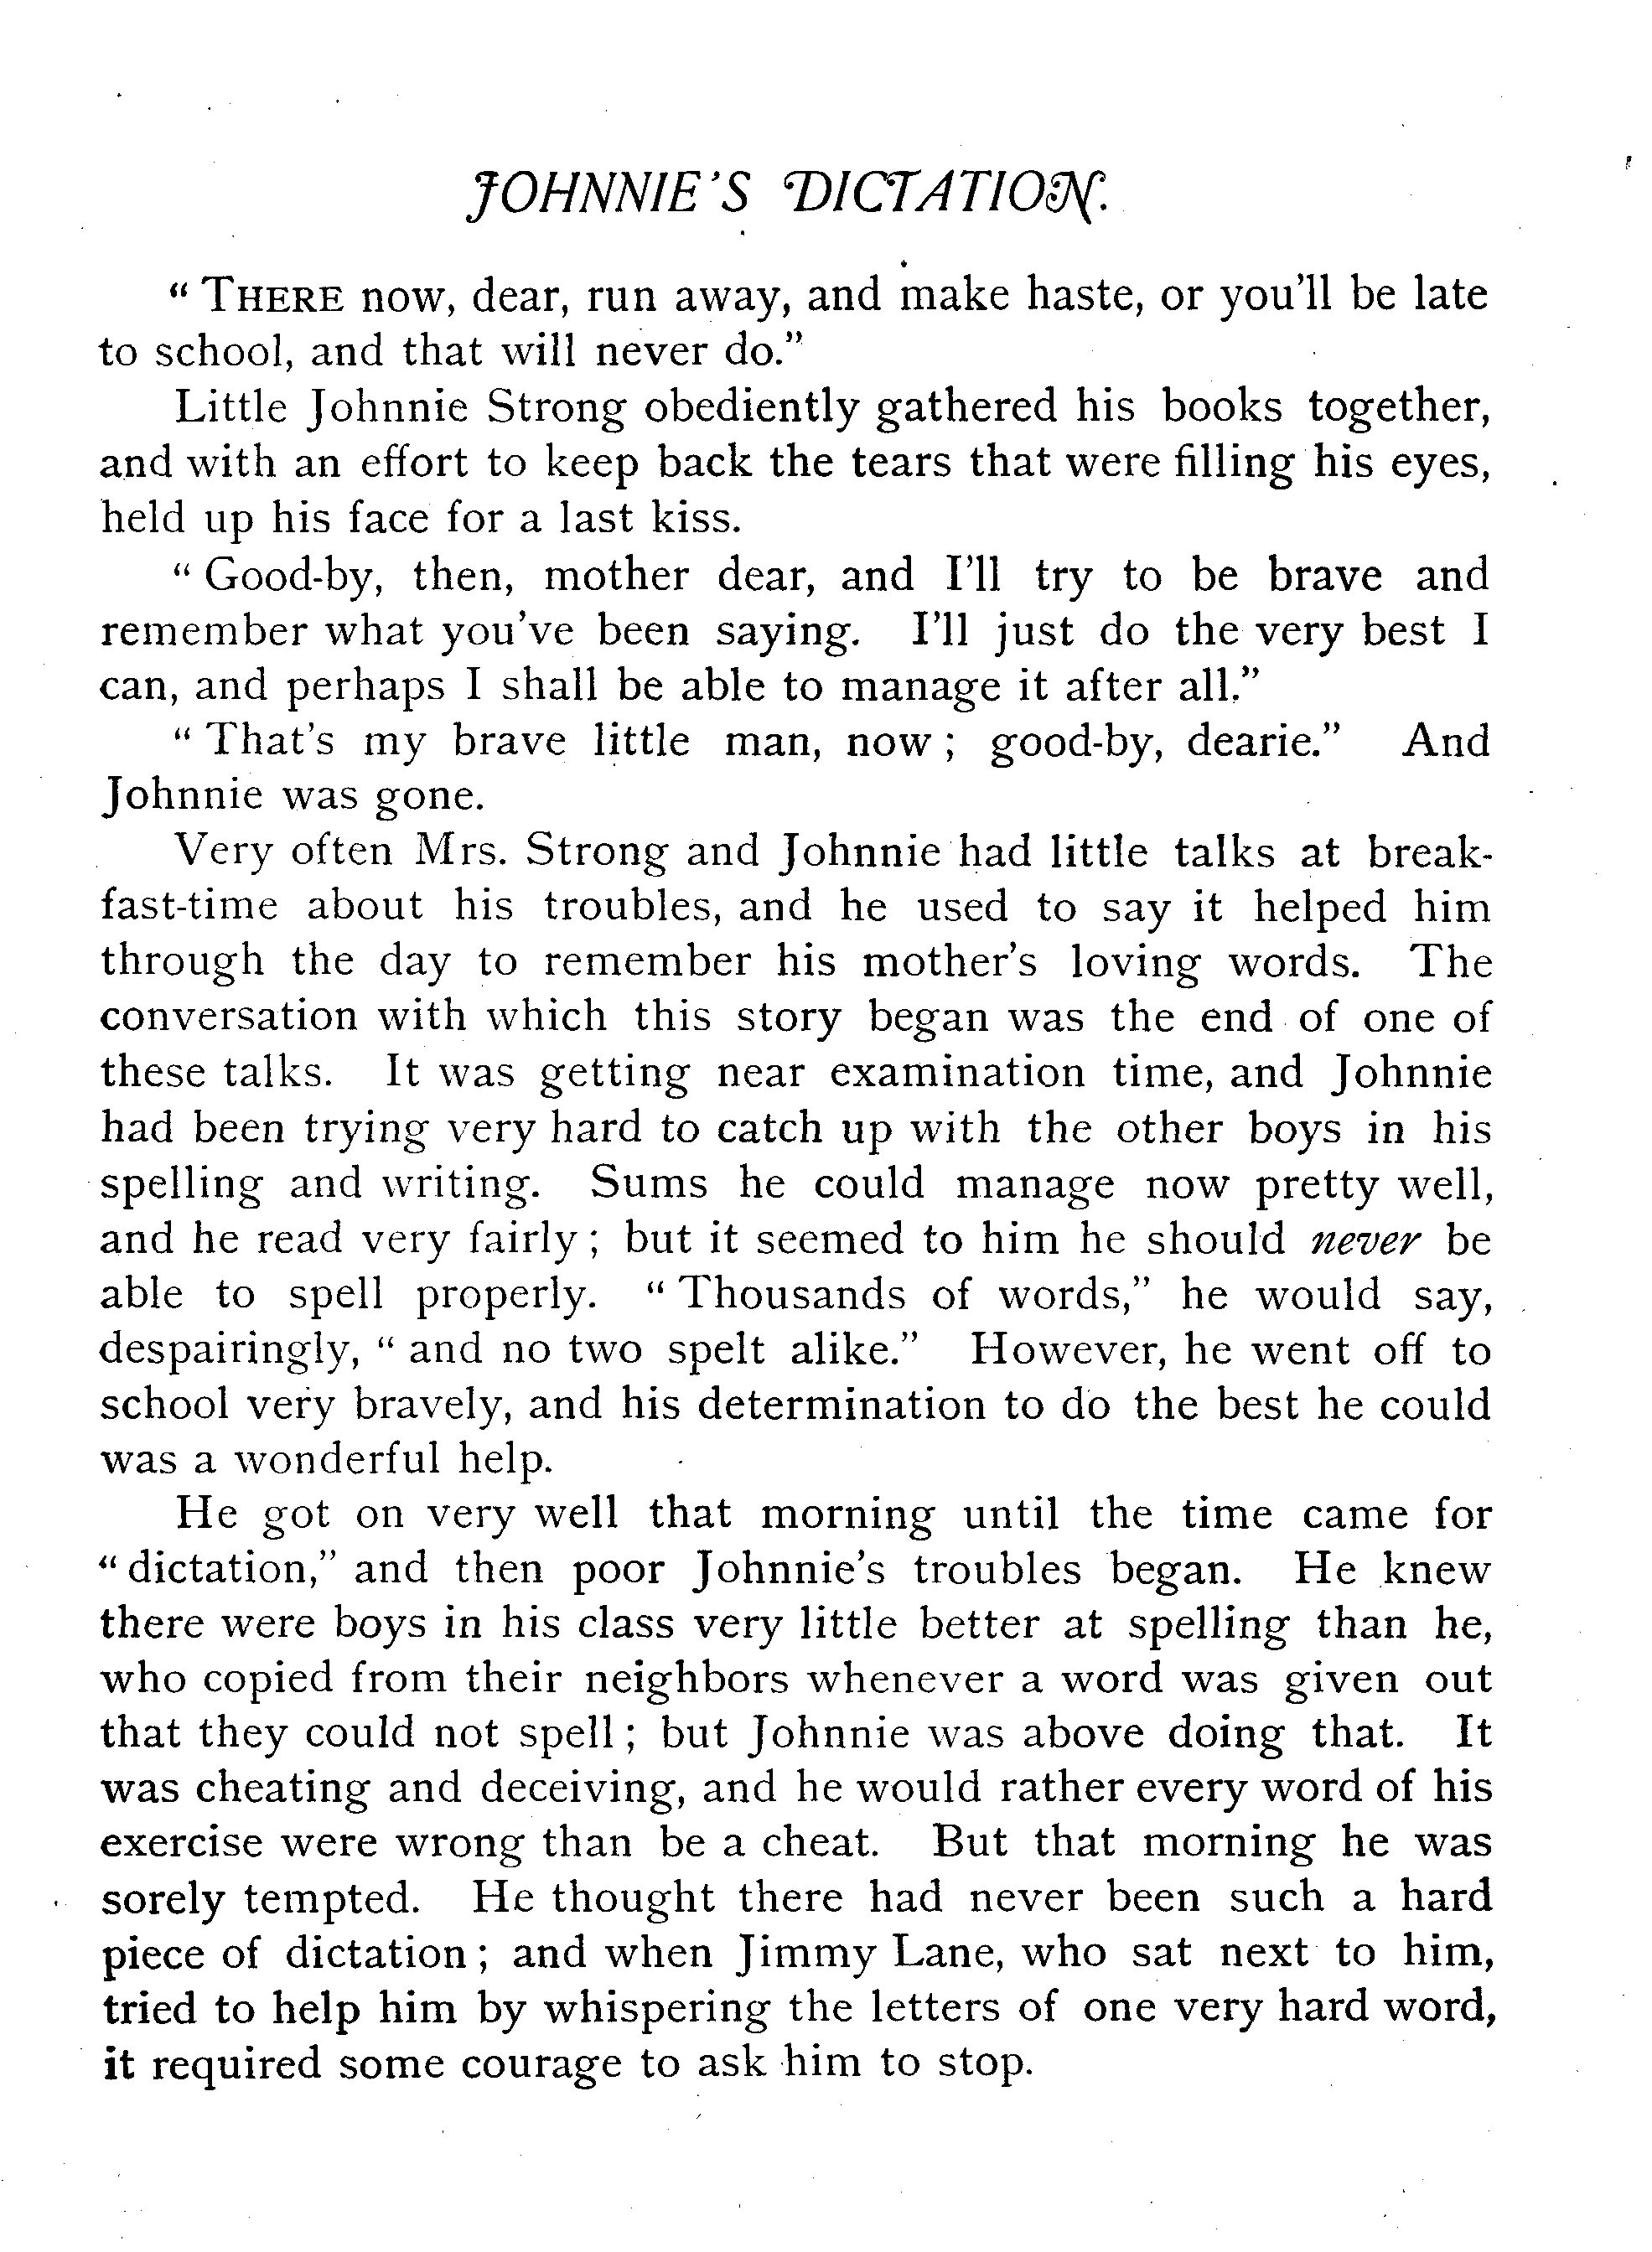 JOHNNIE'S DICTATION.
" THERE now, dear, run away, and make haste, or you'll be late
to school, and that will never do."
Little Johnnie Strong obediently gathered his books together,
and with an effort to keep back the tears that were filling his eyes,
held up his face for a last kiss.
" Good-by, then, mother dear, and I'll try to be brave and
remember what you've been saying. I'll just do the very best I
can, and perhaps I shall be able to manage it after all."
" That's my brave little man, now ; good-by, dearie." And
Johnnie was gone.
Very often Mrs. Strong and Johnnie had little talks at break-
fast-time about his troubles, and he used to say it helped him
through the day to remember his mother's loving words. The
conversation with which this story began was the end of one of
these talks. It was getting near examination time, and Johnnie
had been trying very hard to catch up with the other boys in his
spelling and writing. Sums he could manage now pretty well,
and he read very fairly ; but it seemed to him he should never be
able to spell properly. " Thousands of words," he would say,
despairingly, " and no two spelt alike." However, he went off to
school very bravely, and his determination to do the best he could
was a wonderful help.
He got on very well that morning until the time came for
" dictation," and then poor Johnnie's troubles began. He knew
there were boys in his class very little better at spelling than he,
who copied from their neighbors whenever a word was given out
that they could not spell ; but Johnnie was above doing that. It
was cheating and deceiving, and he would rather every word of his
exercise were wrong than be a cheat. But that morning he was
sorely tempted. He thought there had never been such a hard
piece of dictation ; and when Jimmy Lane, who sat next to him,
tried to help him by whispering the letters of one very hard word,
it required some courage to ask him to stop.